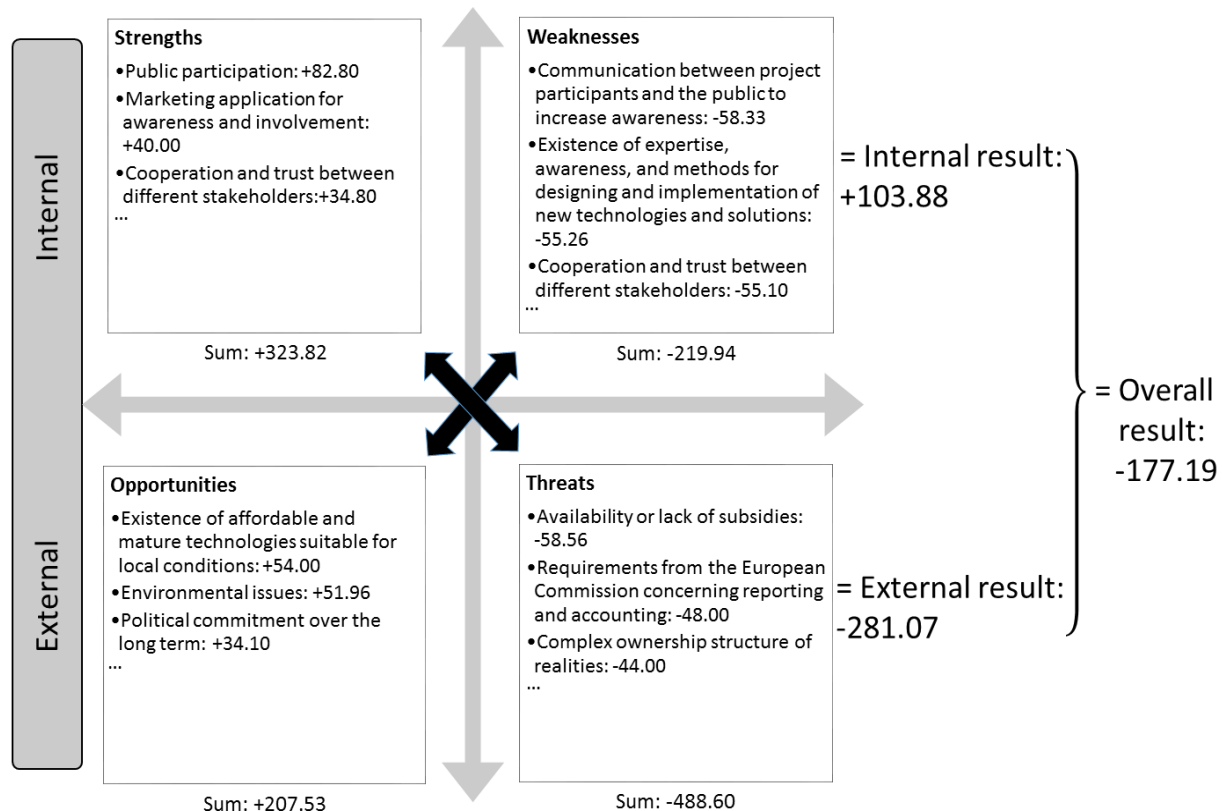 Internal
External
Strengths
•Public participation: +82.80
•Marketing application for
awareness and involvement:
+40.00
•Cooperation and trust between
different stakeholders:+34.80
...
Sum: +323.82
Weaknesses
•Communication between project
participants and the public to
increase awareness: -58.33
•Existence of expertise,
awareness, and methods for
designing and implementation of
new technologies and solutions:
-55.26
•Cooperation and trust between
different stakeholders: -55.10
...
Sum: -219.94
= Internal result:
+103.88
Opportunities
•Existence of affordable and
mature technologies suitable for
local conditions: +54.00
•Environmental issues: +51.96
•Political commitment over the
long term: +34.10
...
Sum: +207.53
Threats
•Availability or lack of subsidies:
-58.56
•Requirements from the European
Commission concerning reporting
and accounting: -48.00
•Complex ownership structure of
realities: -44.00
...
Sum: -488.60
= External result:
-281.07
= Overall
result:
-177.19